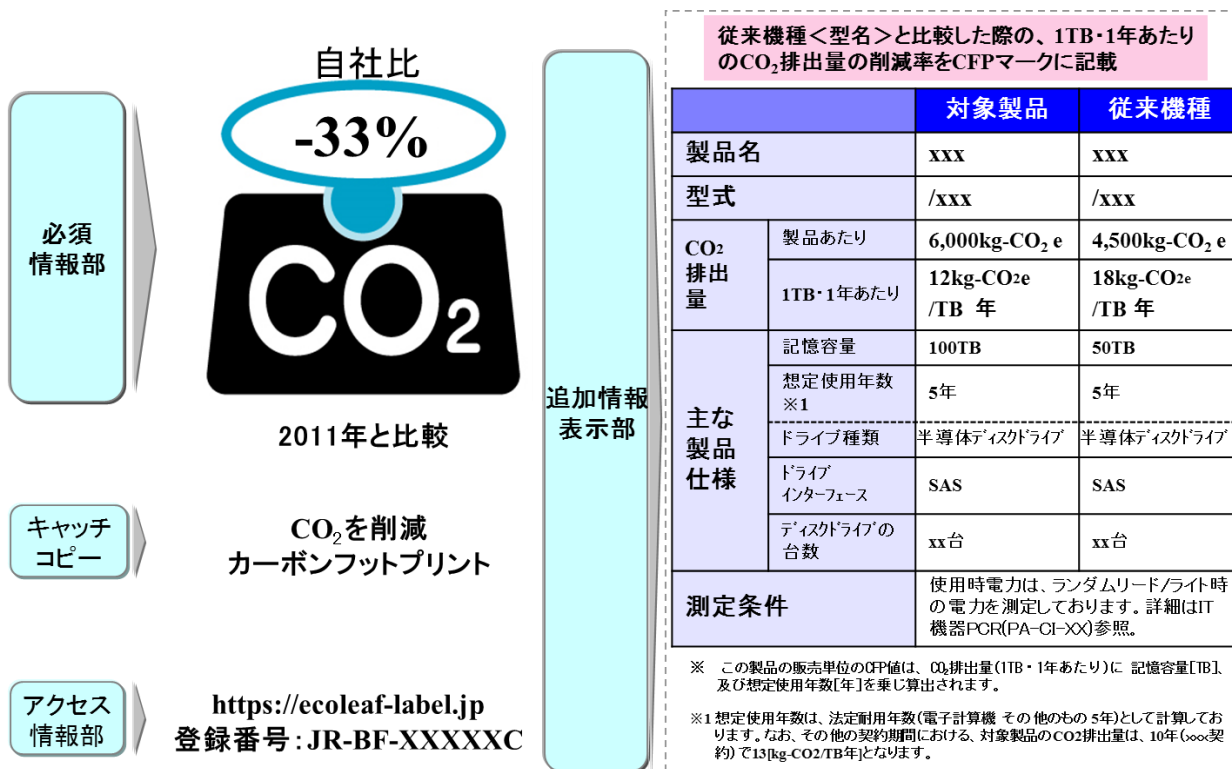 必須
情報部
自社比
-33%
CO2
2011年と比較
キャッチ
コピー
CO2を削減
カーボンフットプリント
アクセス
情報部
https://ecoleaf-label.jp
登録番号:JR-BF-XXXXXC
追加情報
表示部
従来機種<型名>と比較した際の、1TB・1年あたり
のCO2排出量の削減率をCFPマークに記載
対象製品 従来機種
製品名 xxx xxx
型式 /xxx /xxx
CO2
排出
量
製品あたり 6,000kg-CO2 e 4,500kg-CO2 e
1TB・1年あたり
12kg-CO2e
/TB 年
18kg-CO2e
/TB 年
主な
製品
仕様
記憶容量 100TB 50TB
想定使用年数
※1
5年 5年
ドライブ種類 半導体ディスクドライブ 半導体ディスクドライブ
ドライブ
インターフェース
SAS SAS
ディスクドライブの
台数
xx台 xx台
測定条件
使用時電力は、ランダムリード/ライト時
の電力を測定しております。詳細はIT
機器PCR(PA-CI-XX)参照。
※ この製品の販売単位のCFP値は、CO2排出量(1TB・1年あたり)に 記憶容量[TB]、
及び想定使用年数[年]を乗じ算出されます。
※1 想定使用年数は、法定耐用年数(電子計算機 その他のもの 5年)として計算してお
ります。なお、その他の契約期間における、対象製品のCO2排出量は、10年(xxx契
約)で13[kg-CO2/TB年]となります。